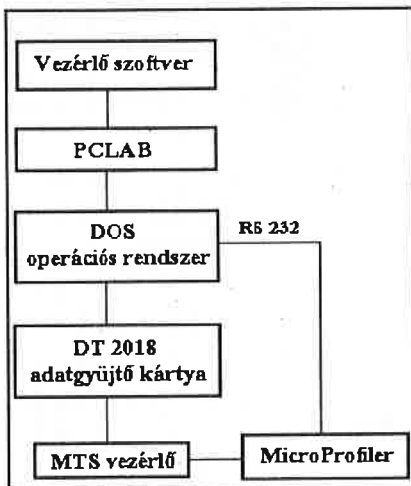 Vezérlő szoftver
PCLAB
DOS
operációs rendszer
RS 232
DT 2018
adatgyüjtő kártya
MTS vezérlő
MicroProfiler